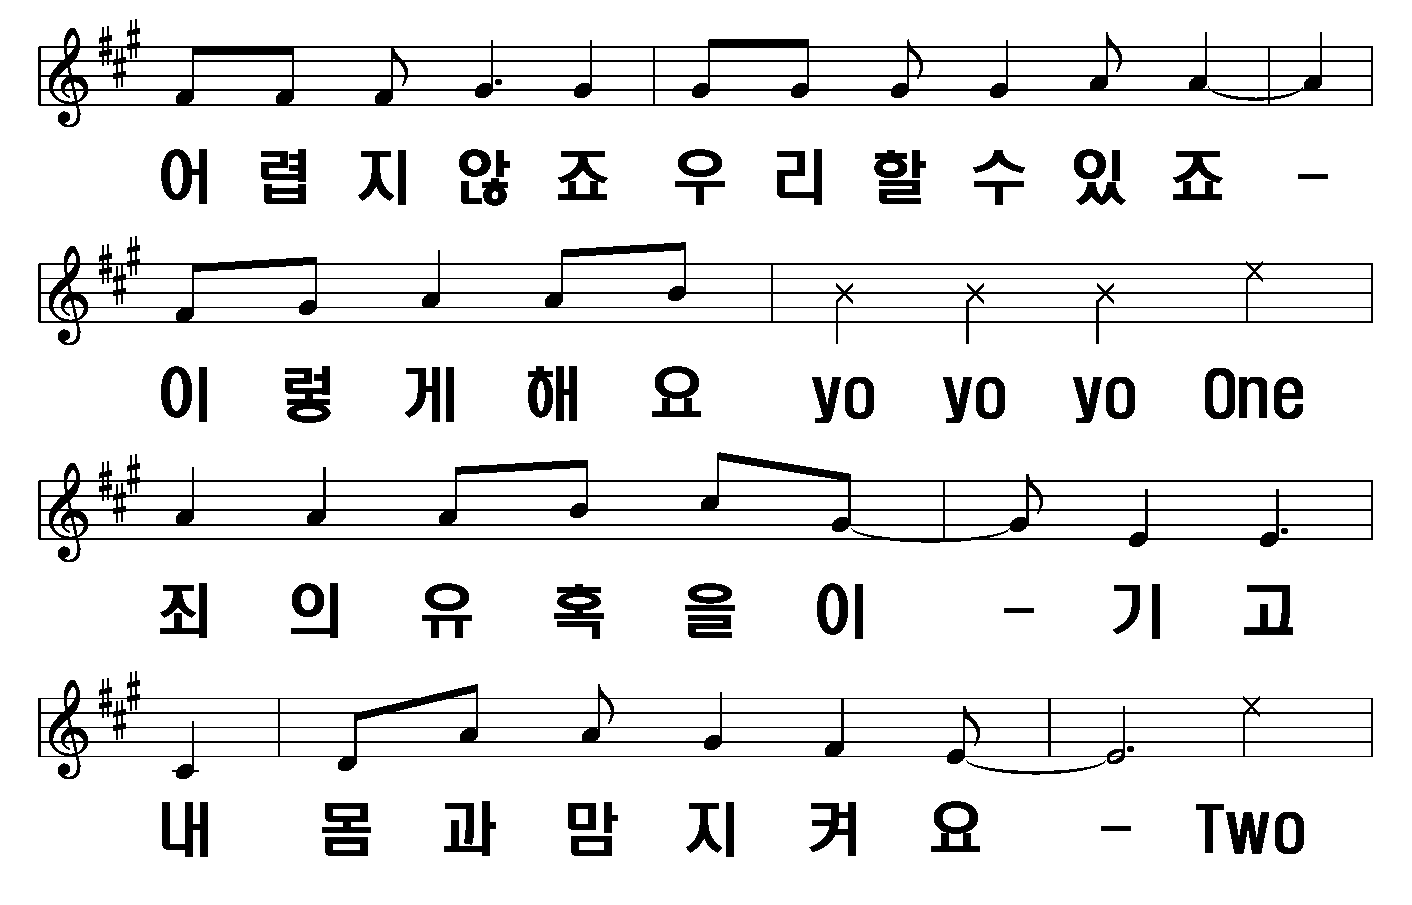 어 렵 지 않 죠 우 리 할 수 있 죠 -
이 렇 게 해 요 yo yo yo One
죄 의 유 혹 을 이 - 기 고
내 몸 과 맘 지 켜 요 - Two